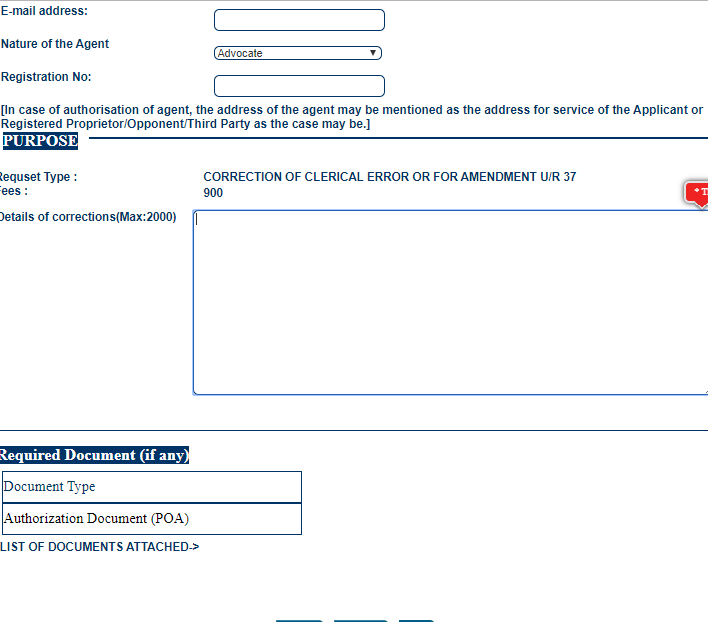 E-mail address:
Nature of the Agent
Advocate
Registration No:
[In case of authorisation of agent, the address of the agent may be mentioned as the address for service of the Applicant or
Registered Proprietor/Opponent/Third Party as the case may be.]
PURPOSE
Requset Type : CORRECTION OF CLERICAL ERROR OR FOR AMENDMENT U/R 37
Fees : 900
* T
Details of corrections(Max:2000)
Required Document (if any)
Document Type
Authorization Document (POA)
LIST OF DOCUMENTS ATTACHED->